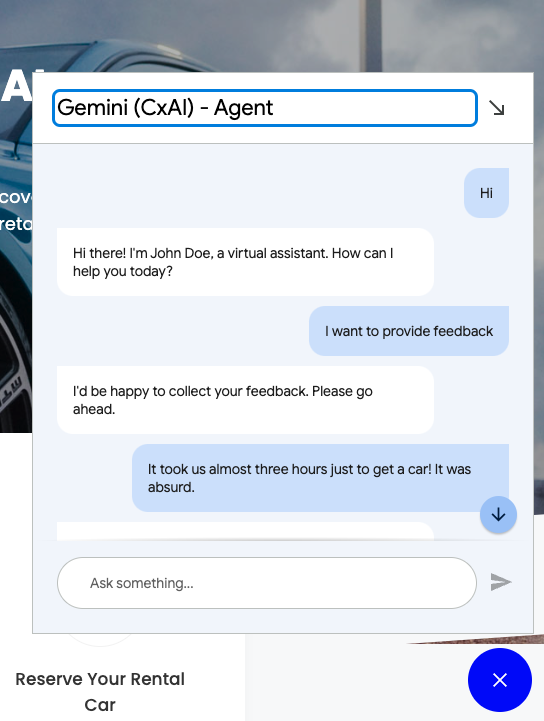 A
Gemini (CxAI) - Agent
Hi
cov
reta
Hi there! I'm John Doe, a virtual assistant. How can I
help you today?
I want to provide feedback
I'd be happy to collect your feedback. Please go
ahead.
It took us almost three hours just to get a car! It was
absurd.
Ask something...
Reserve Your Rental
Car